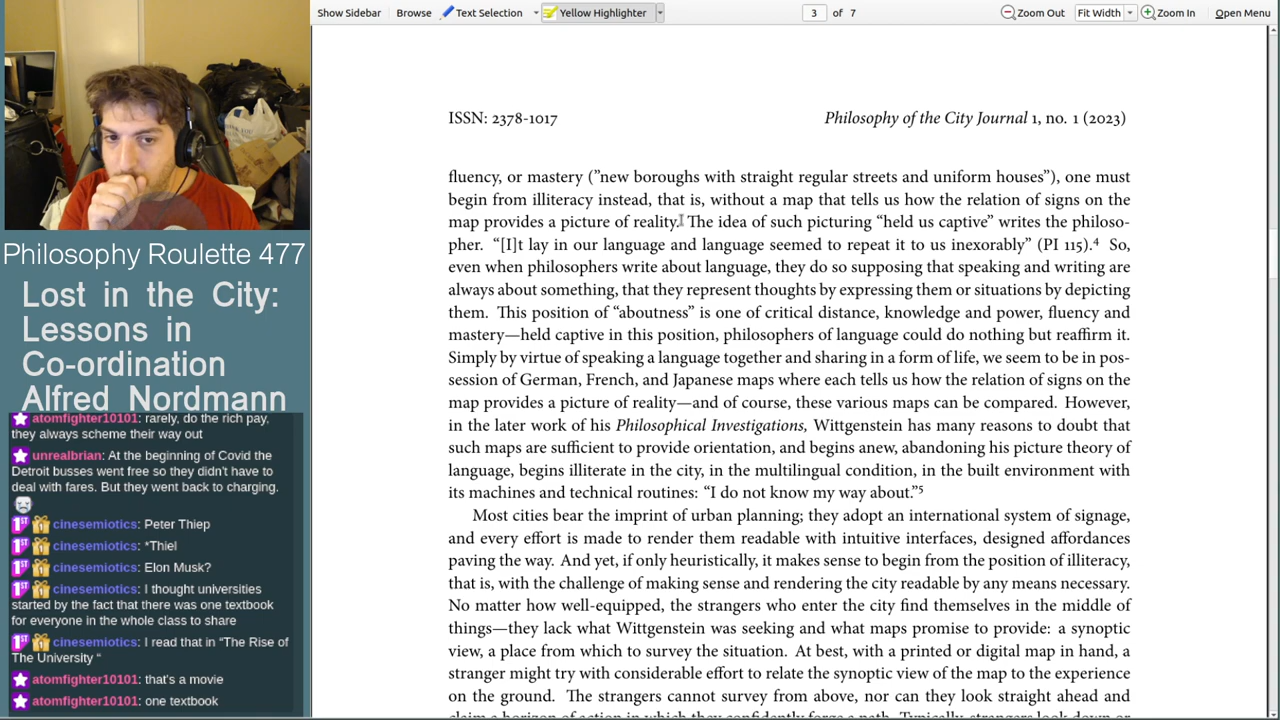 Show Sidebar Browse Text Selection Yellow Highlighter 3 of 7 Zoom Out Fit Width Zoom In Open Menu
ISSN: 2378-1017 Philosophy of the City Journal 1, no. 1 (2023)
fluency, or mastery (”new boroughs with straight regular streets and uniform houses”), one must
begin from illiteracy instead, that is, without a map that tells us how the relation of signs on the
map provides a picture of reality. The idea of such picturing “held us captive” writes the philoso-
pher. “[I]t lay in our language and language seemed to repeat it to us inexorably” (PI 115).⁴ So,
even when philosophers write about language, they do so supposing that speaking and writing are
always about something, that they represent thoughts by expressing them or situations by depicting
them. This position of “aboutness” is one of critical distance, knowledge and power, fluency and
mastery—held captive in this position, philosophers of language could do nothing but reaffirm it.
Simply by virtue of speaking a language together and sharing in a form of life, we seem to be in pos-
session of German, French, and Japanese maps where each tells us how the relation of signs on the
map provides a picture of reality—and of course, these various maps can be compared. However,
in the later work of his Philosophical Investigations, Wittgenstein has many reasons to doubt that
such maps are sufficient to provide orientation, and begins anew, abandoning his picture theory of
language, begins illiterate in the city, in the multilingual condition, in the built environment with
its machines and technical routines: “I do not know my way about.”⁵
Most cities bear the imprint of urban planning; they adopt an international system of signage,
and every effort is made to render them readable with intuitive interfaces, designed affordances
paving the way. And yet, if only heuristically, it makes sense to begin from the position of illiteracy,
that is, with the challenge of making sense and rendering the city readable by any means necessary.
No matter how well-equipped, the strangers who enter the city find themselves in the middle of
things—they lack what Wittgenstein was seeking and what maps promise to provide: a synoptic
view, a place from which to survey the situation. At best, with a printed or digital map in hand, a
stranger might try with considerable effort to relate the synoptic view of the map to the experience
on the ground. The strangers cannot survey from above, nor can they look straight ahead and
claim a horizon of action in which they confidently forge a path. Typically, strangers look down or
Philosophy Roulette 477
Lost in the City:
Lessons in
Co-ordination
Alfred Nordmann
atomfighter10101: rarely, do the rich pay,
they always scheme their way out
unrealbrian: At the beginning of Covid the
Detroit busses went free so they didn't have to
deal with fares. But they went back to charging.
1ST cinesemiotics: Peter Thiep
1ST cinesemiotics: *Thiel
1ST cinesemiotics: Elon Musk?
1ST cinesemiotics: I thought universities
started by the fact that there was one textbook
for everyone in the whole class to share
1ST cinesemiotics: I read that in “The Rise of
The University “
atomfighter10101: that's a movie
atomfighter10101: one textbook